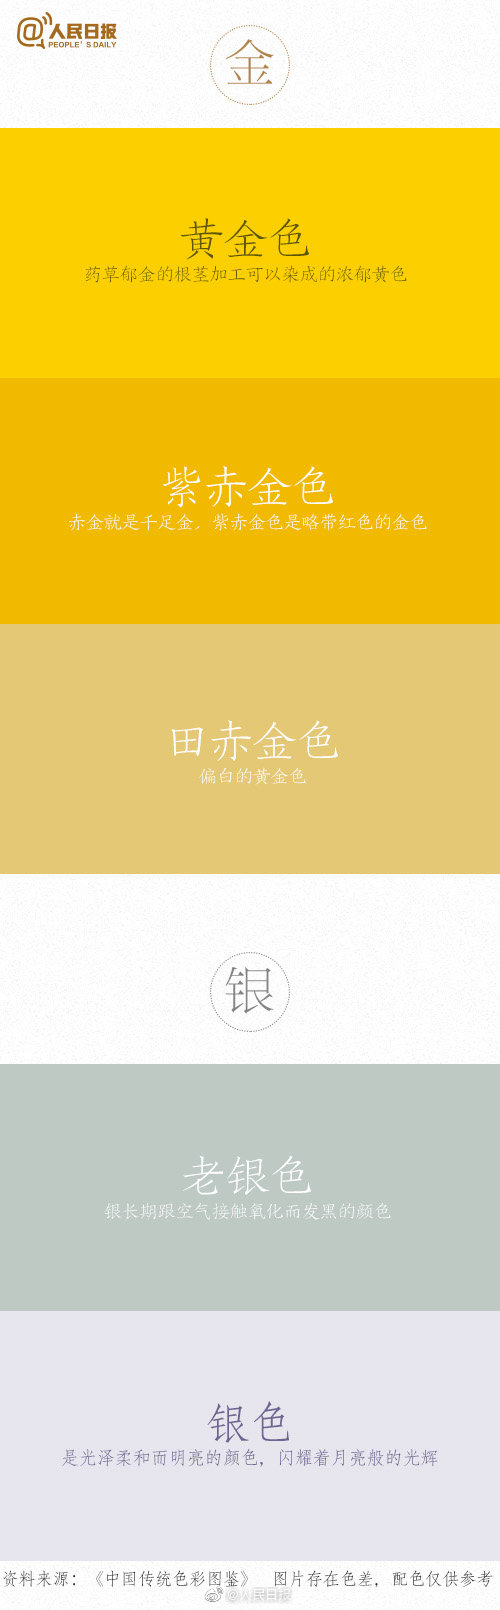 @人民日报
PEOPLE'S DAILY
金
黄金色
药草郁金的根茎加工可以染成的浓郁黄色
紫赤金色
赤金就是千足金，紫赤金色是略带红色的金色
田赤金色
偏白的黄金色
银
老银色
银长期跟空气接触氧化而发黑的颜色
银色
是光泽柔和而明亮的颜色，闪耀着月亮般的光辉
资料来源：《中国传统色彩图鉴》 图片存在色差，配色仅供参考
@人民日报